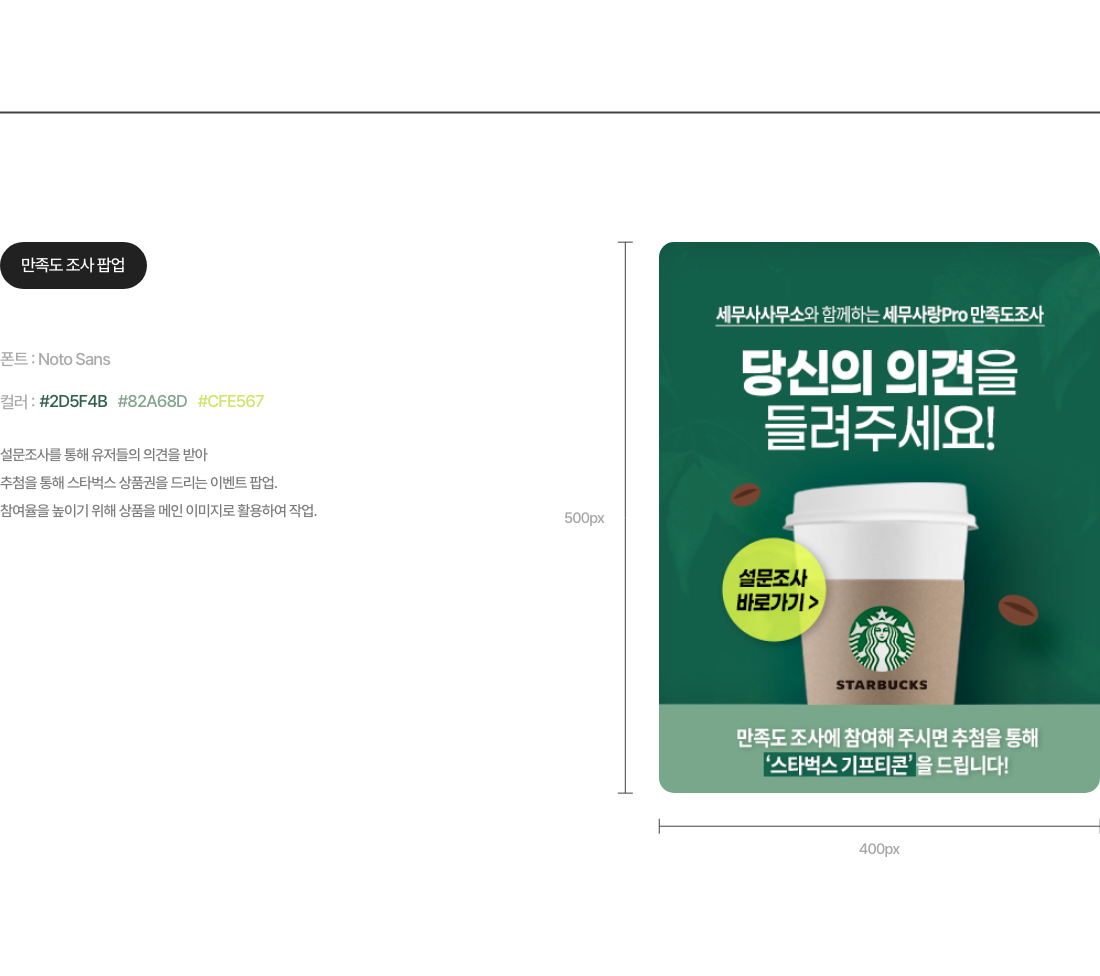 만족도 조사 팝업
폰트 : Noto Sans
컬러 : #2D5F4B #82A68D #CFE567
설문조사를 통해 유저들의 의견을 받아
추첨을 통해 스타벅스 상품권을 드리는 이벤트 팝업.
참여율을 높이기 위해 상품을 메인 이미지로 활용하여 작업.
500px
세무사사무소와 함께하는 세무사랑Pro 만족도조사
당신의 의견을
들려주세요!
설문조사
바로가기 >
STARBUCKS
만족도 조사에 참여해 주시면 추첨을 통해
‘스타벅스 기프티콘’을 드립니다!
400px